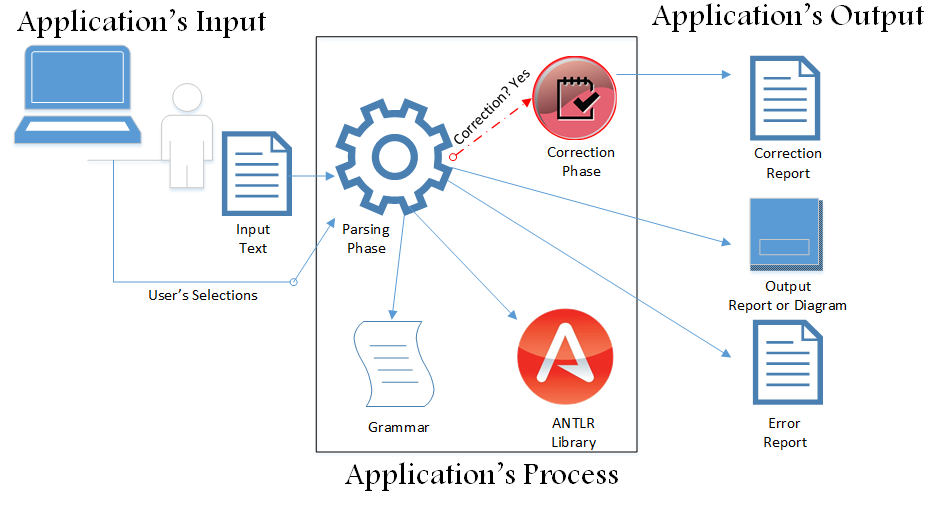 Application's Input
Application's Output
Correction? Yes
Correction
Phase
Correction
Report
Input
Text
Parsing
Phase
User's Selections
Output
Report or Diagram
Grammar
ANTLR
Library
Error
Report
Application's Process